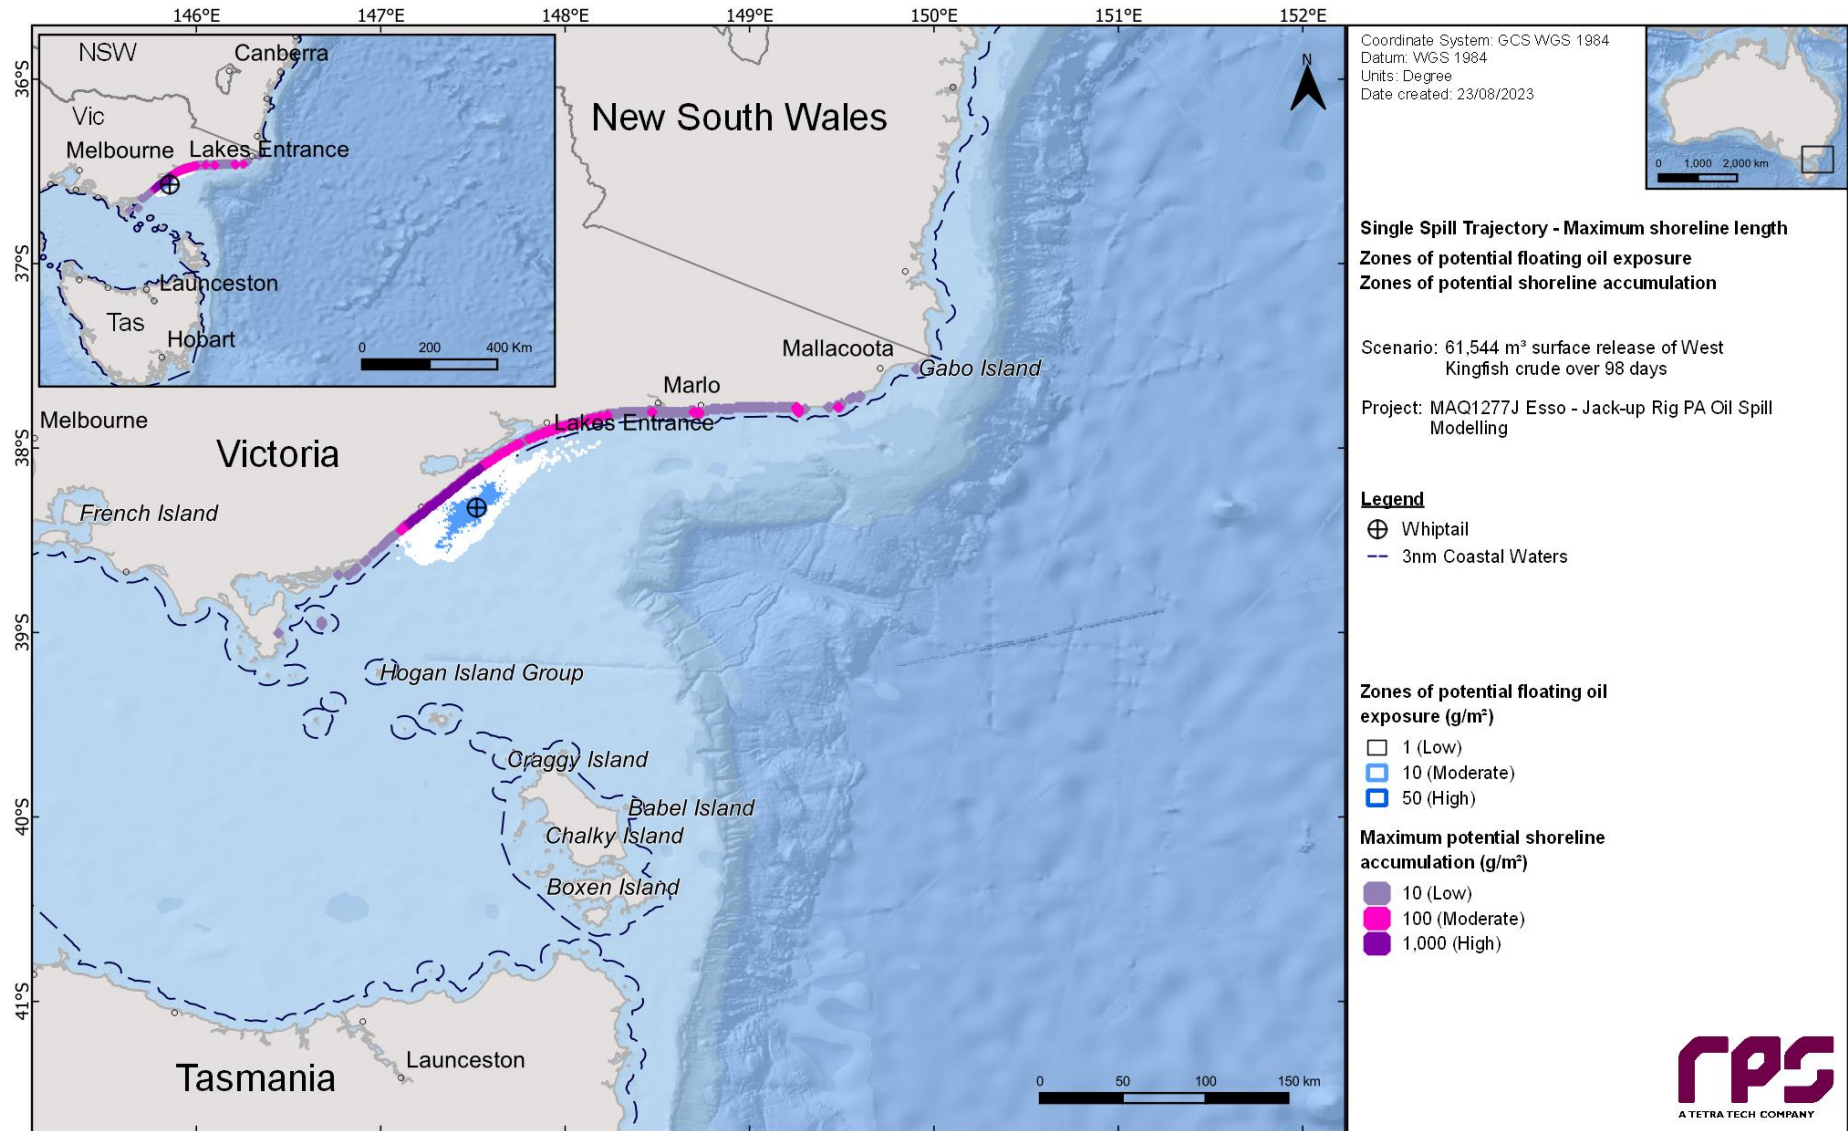 146°E 147°E 148°E 149°E 150°E 151°E 152°E
36°S
37°S
38°S
39°S
40°S
41°S
NSW
Canberra
Vic
Melbourne
Lakes Entrance
Launceston
Tas
Hobart
0 200 400 Km
New South Wales
N
Mallacoota
Gabo Island
Marlo
Lakes Entrance
Melbourne
Victoria
French Island
Hogan Island Group
Craggy Island
Babel Island
Chalky Island
Boxen Island
Launceston
Tasmania
0 50 100 150 km
Coordinate System: GCS WGS 1984
Datum: WGS 1984
Units: Degree
Date created: 23/08/2023
0 1,000 2,000 km
Single Spill Trajectory - Maximum shoreline length
Zones of potential floating oil exposure
Zones of potential shoreline accumulation
Scenario: 61,544 m³ surface release of West
Kingfish crude over 98 days
Project: MAQ1277J Esso - Jack-up Rig PA Oil Spill
Modelling
Legend
Whiptail
3nm Coastal Waters
Zones of potential floating oil
exposure (g/m²)
1 (Low)
10 (Moderate)
50 (High)
Maximum potential shoreline
accumulation (g/m²)
10 (Low)
100 (Moderate)
1,000 (High)
rps
A TETRA TECH COMPANY